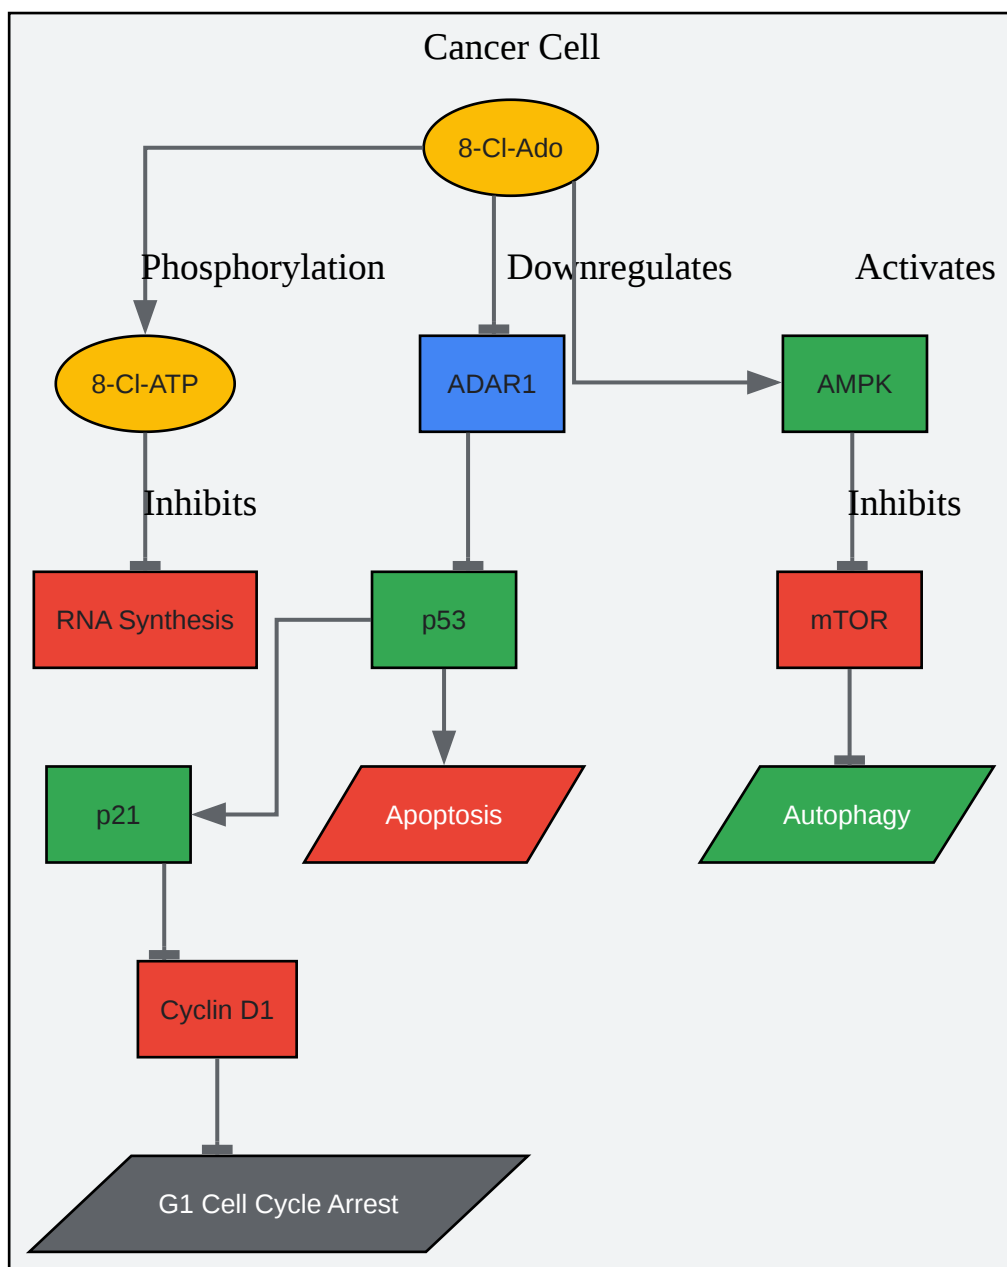 Cancer Cell
8-Cl-Ado
Phosphorylation
Downregulates
Activates
8-Cl-ATP
ADAR1
AMPK
Inhibits
Inhibits
RNA Synthesis
p53
mTOR
p21
Apoptosis
Autophagy
Cyclin D1
G1 Cell Cycle Arrest